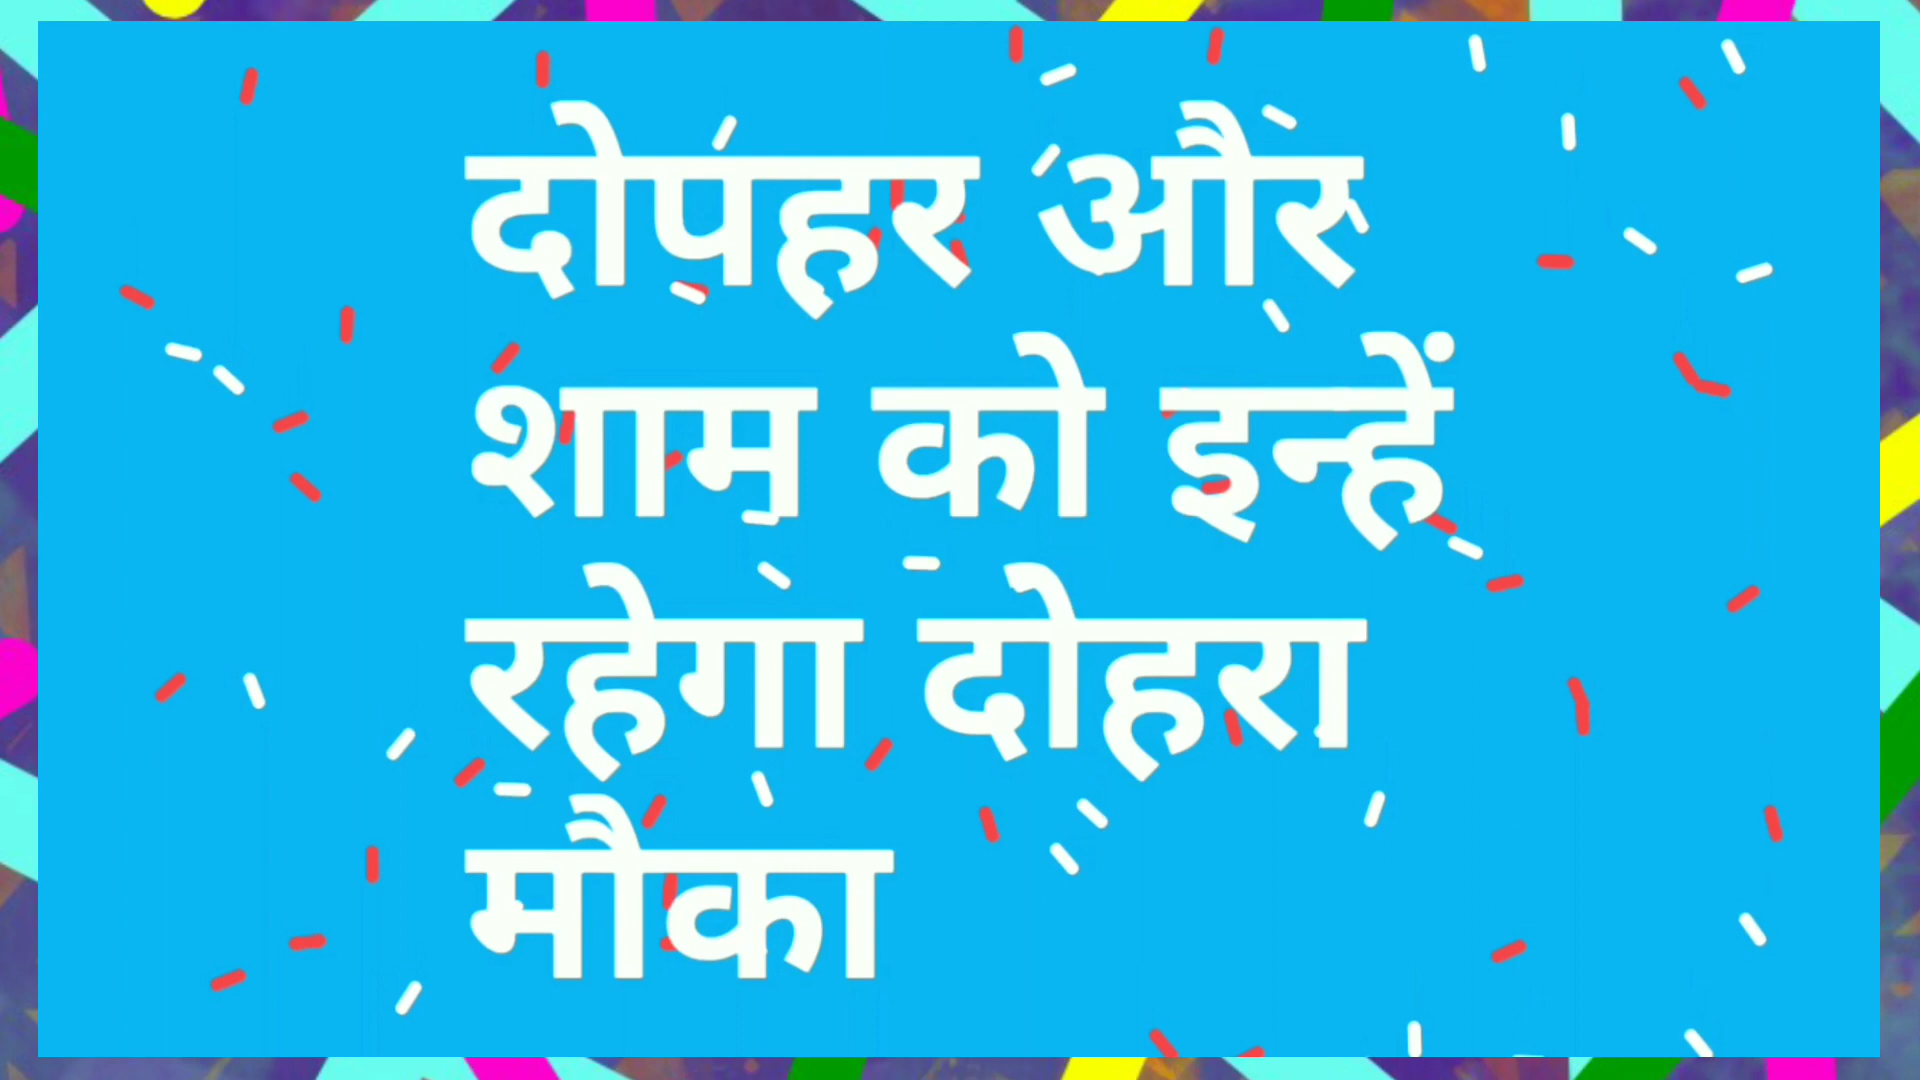 दोपहर और
शाम को इन्हें
रहेगा दोहरा
मौका